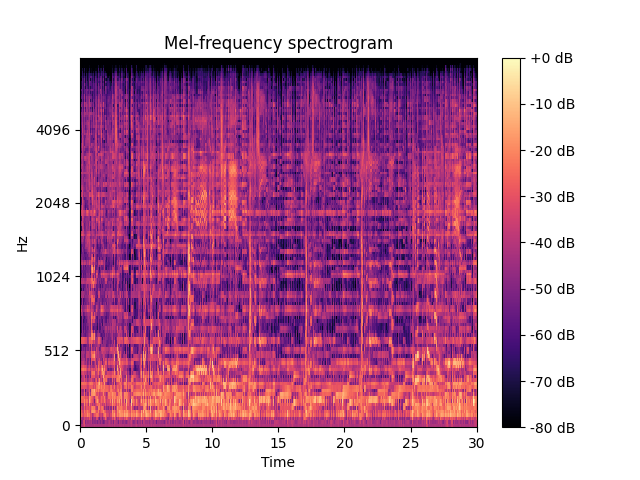 Mel-frequency spectrogram
Hz
4096
2048
1024
512
0
0 5 10 15 20 25 30
Time
+0 dB
-10 dB
-20 dB
-30 dB
-40 dB
-50 dB
-60 dB
-70 dB
-80 dB